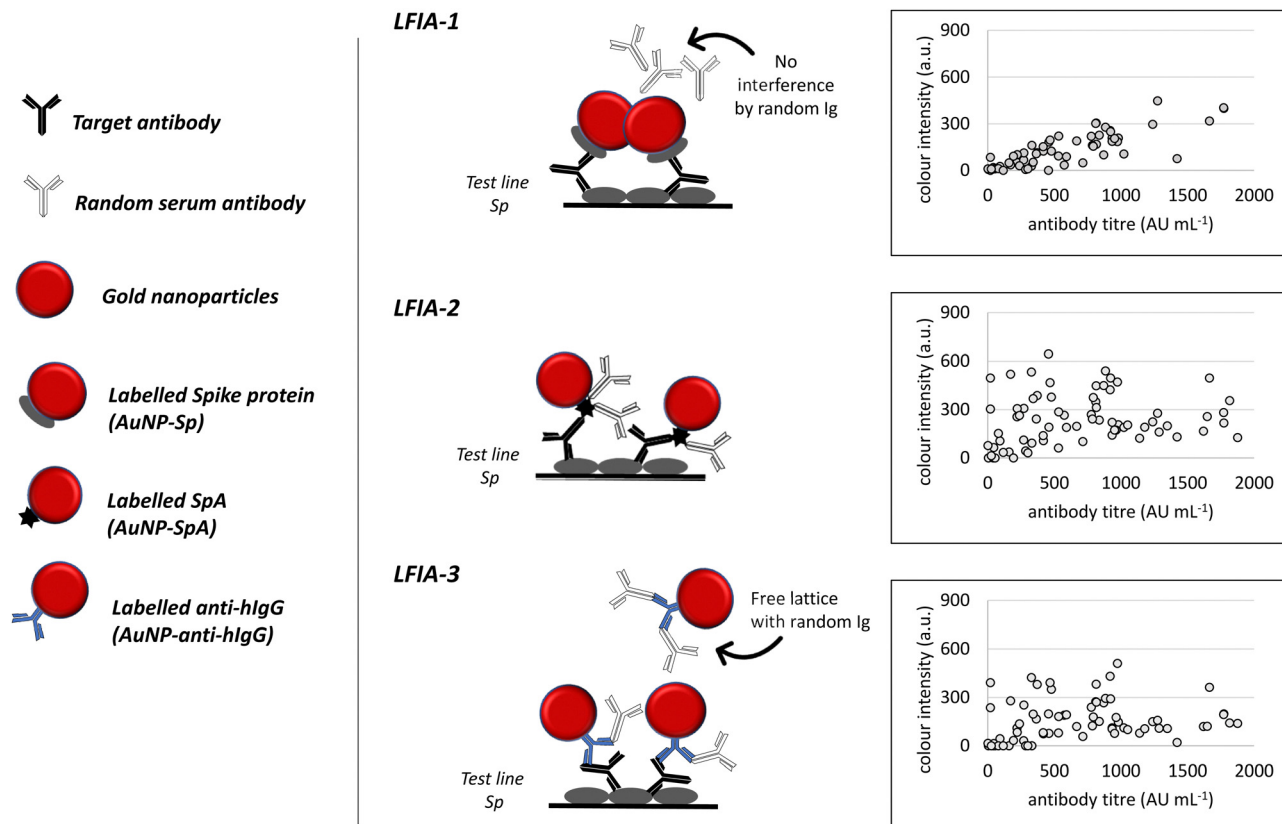 Target antibody
Random serum antibody
Gold nanoparticles
Labelled Spike protein
(AuNP-Sp)
Labelled SpA
(AuNP-SpA)
Labelled anti-hIgG
(AuNP-anti-hIgG)
LFIA-1
No
interference
by random Ig
Test line
Sp
colour intensity (a.u.)
900
600
300
0
0 500 1000 1500 2000
antibody titre (AU mL-1)
LFIA-2
Test line
Sp
colour intensity (a.u.)
900
600
300
0
0 500 1000 1500 2000
antibody titre (AU mL-1)
LFIA-3
Free lattice
with random Ig
Test line
Sp
colour intensity (a.u.)
900
600
300
0
0 500 1000 1500 2000
antibody titre (AU mL-1)